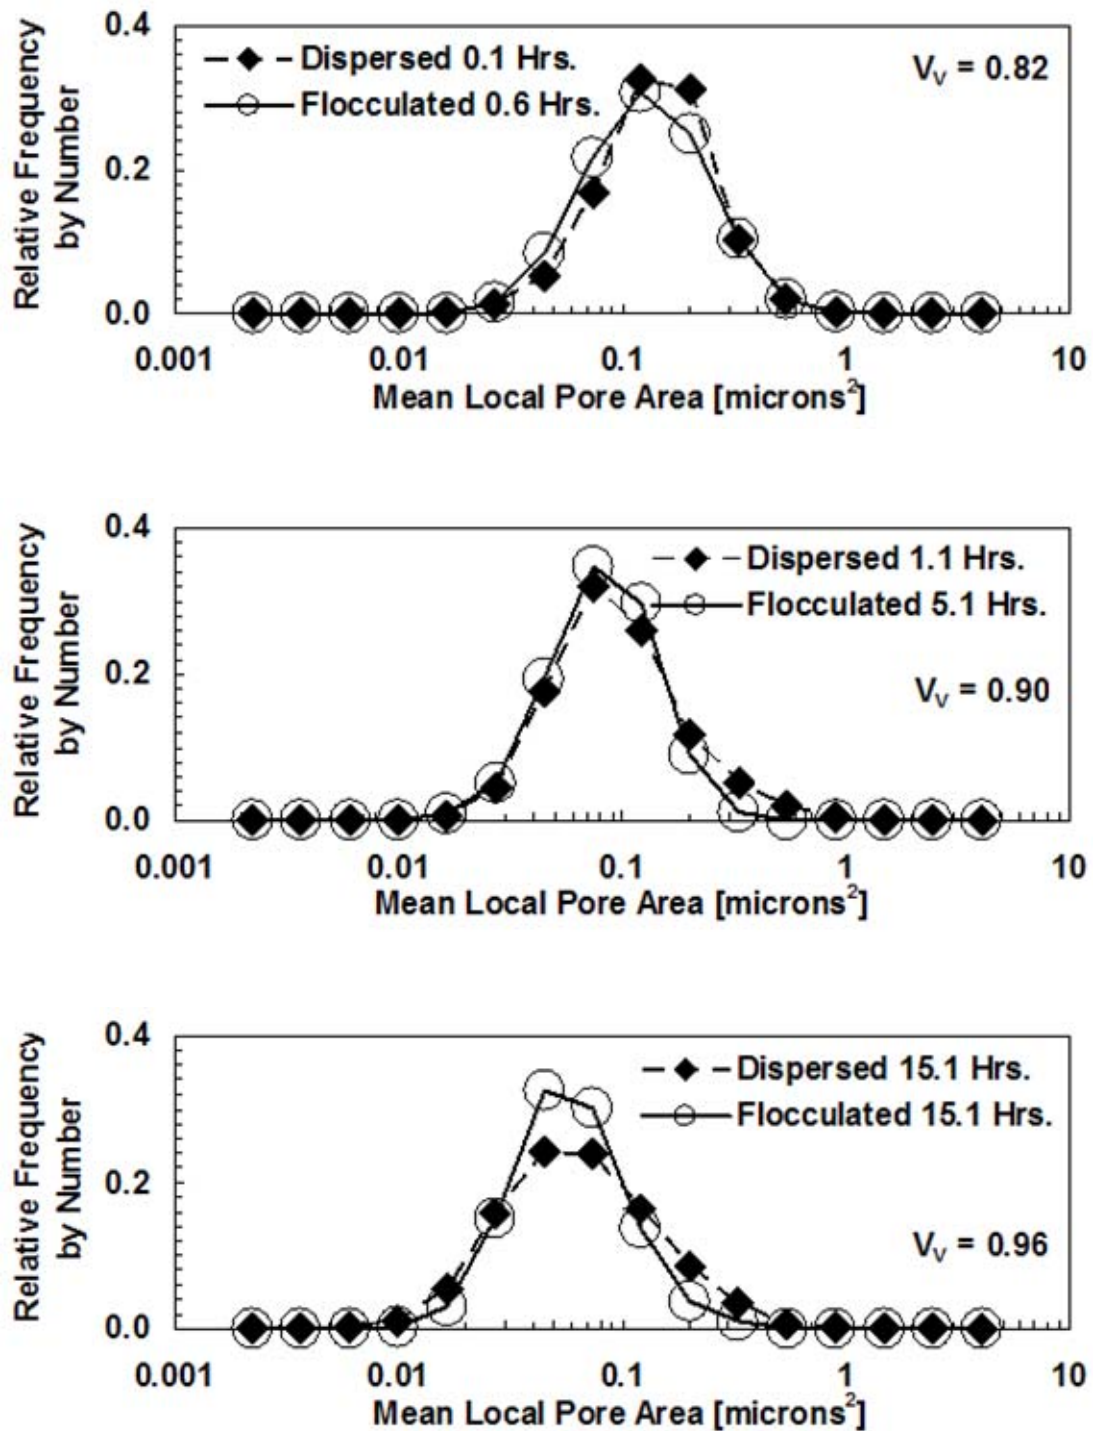 Relative Frequency
by Number
0.4
0.2
0.0
Dispersed 0.1 Hrs.
Flocculated 0.6 Hrs.
V_V = 0.82
0.001 0.01 0.1 1 10
Mean Local Pore Area [microns²]
Relative Frequency
by Number
0.4
0.2
0.0
Dispersed 1.1 Hrs.
Flocculated 5.1 Hrs.
V_V = 0.90
0.001 0.01 0.1 1 10
Mean Local Pore Area [microns²]
Relative Frequency
by Number
0.4
0.2
0.0
Dispersed 15.1 Hrs.
Flocculated 15.1 Hrs.
V_V = 0.96
0.001 0.01 0.1 1 10
Mean Local Pore Area [microns²]